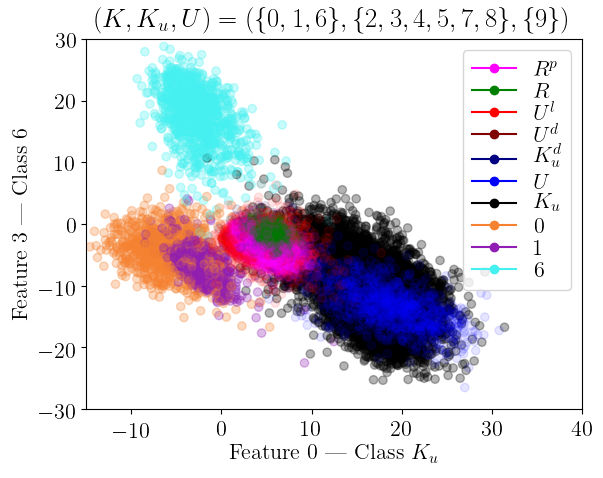 (K, K_u, U) = ({0, 1, 6}, {2, 3, 4, 5, 7, 8}, {9})
30
20
10
0
−10
−20
−30
Feature 3 — Class 6
R^p
R
U^l
U^d
K_u^d
U
K_u
0
1
6
−10
0
10
20
30
40
Feature 0 — Class K_u